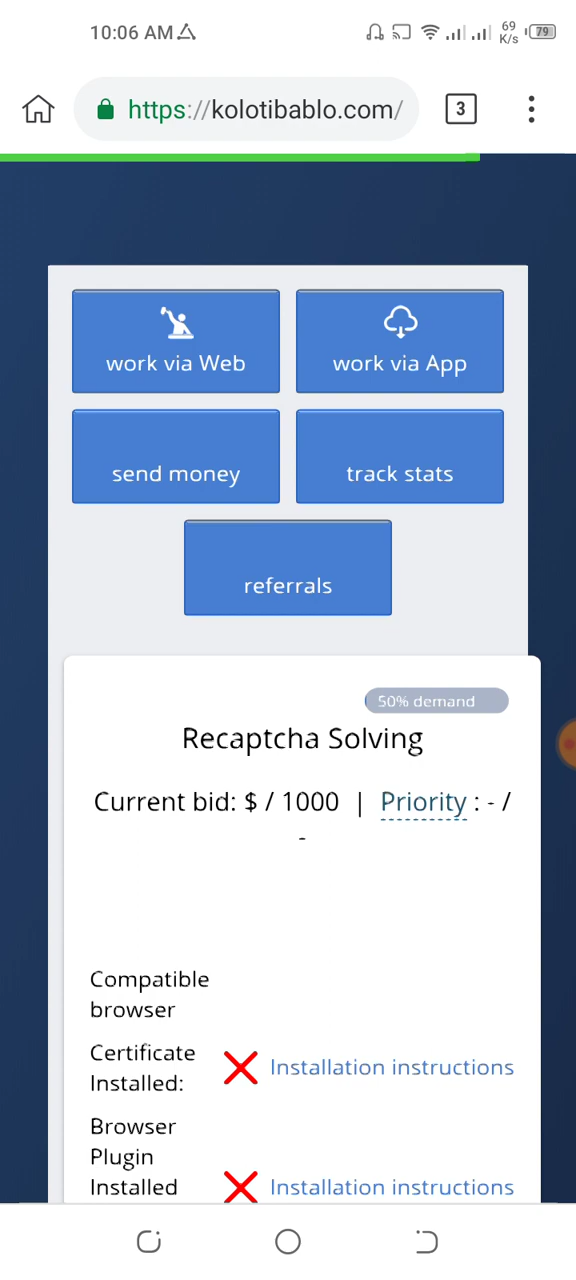 10:06 AM
69
K/s
79
https://kolotibablo.com/
3
work via Web
work via App
send money
track stats
referrals
50% demand
Recaptcha Solving
Current bid: $ / 1000 | Priority : - /
-
Compatible
browser
Certificate
Installed:
Installation instructions
Browser
Plugin
Installed
Installation instructions